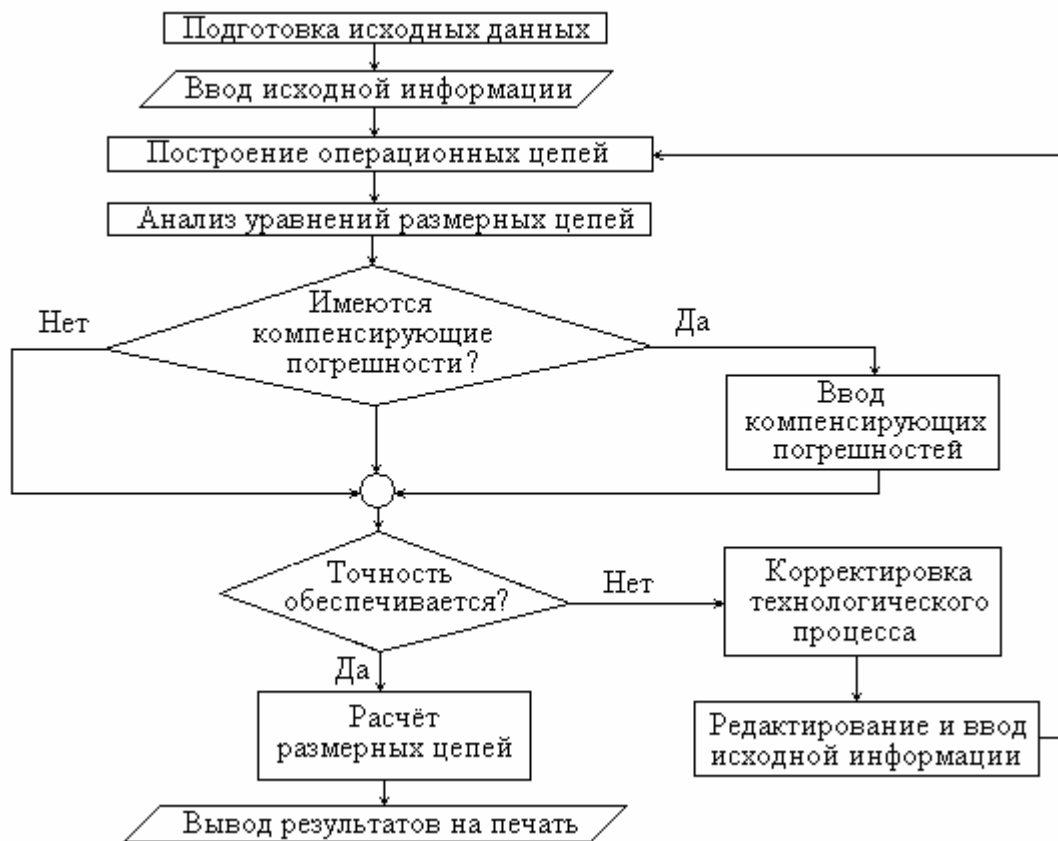 Подготовка исходных данных
Ввод исходной информации
Построение операционных цепей
Анализ уравнений размерных цепей
Имеются
компенсирующие
погрешности?
Нет
Да
Ввод
компенсирующих
погрешностей
Точность
обеспечивается?
Нет
Корректировка
технологического
процесса
Да
Расчёт
размерных цепей
Редактирование и ввод
исходной информации
Вывод результатов на печать